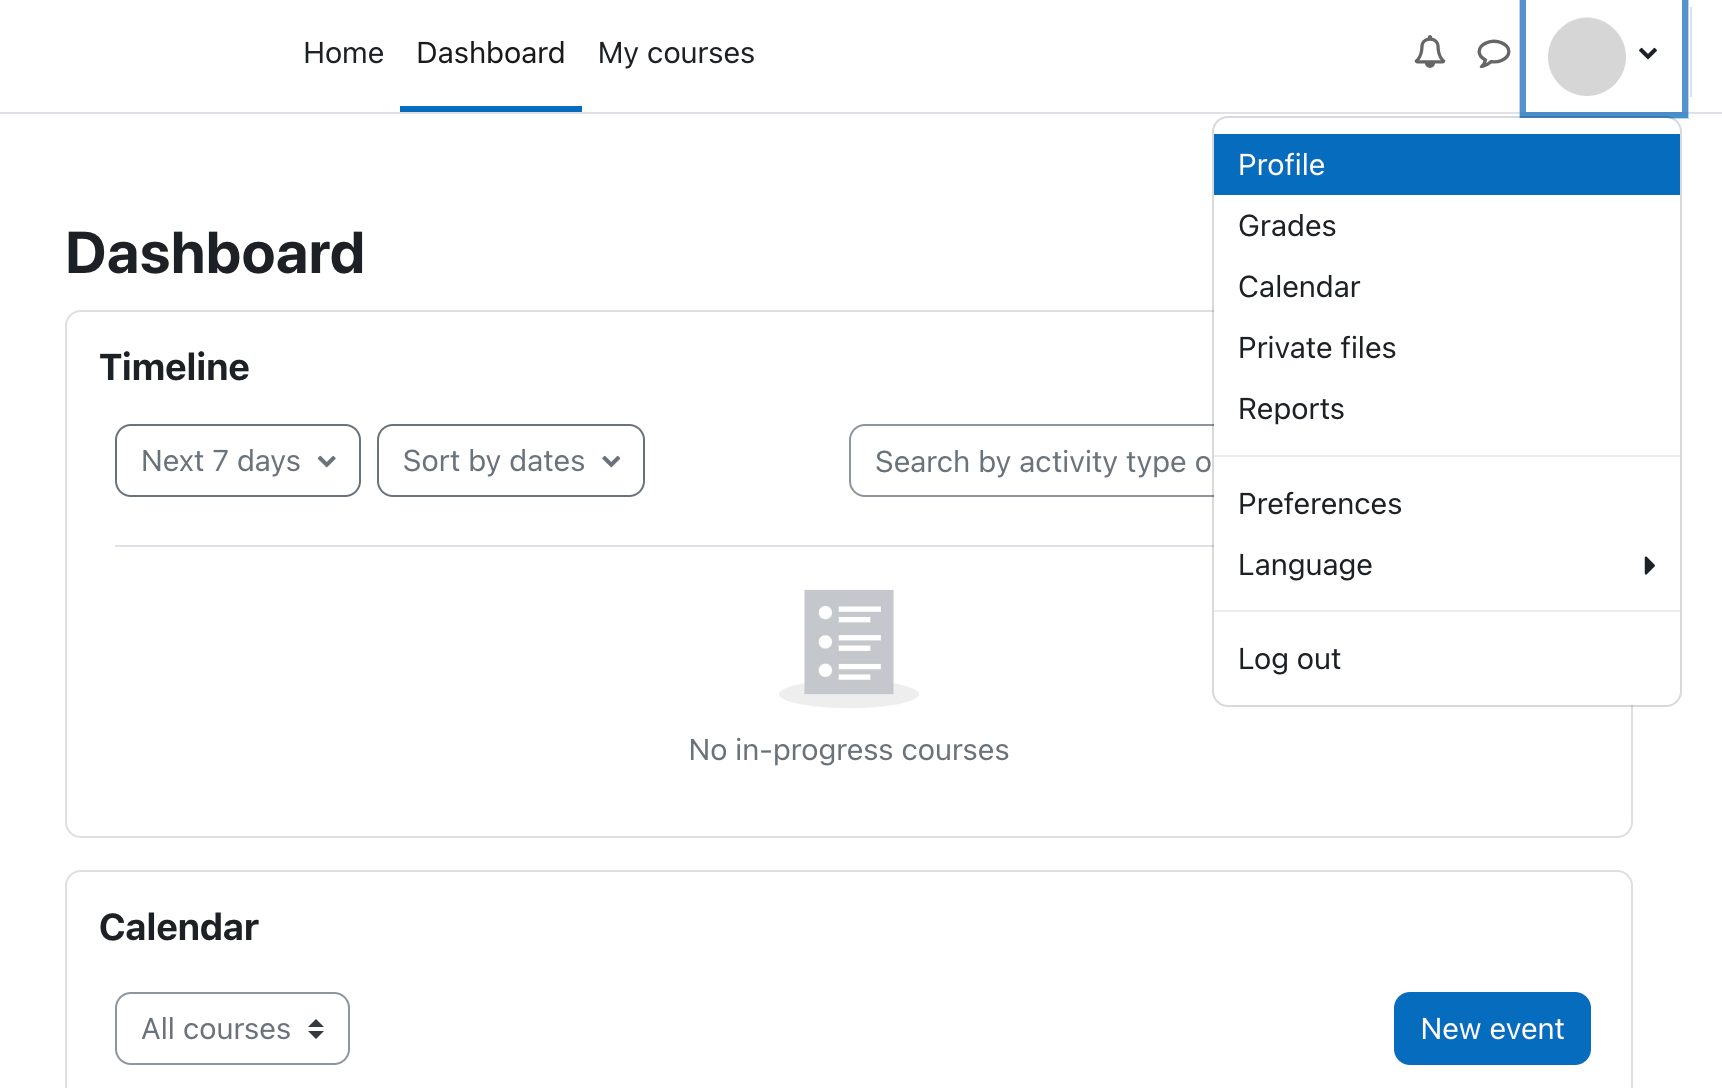 Home Dashboard My courses
Profile
Grades
Calendar
Private files
Reports
Preferences
Language
Log out
Dashboard
Timeline
Next 7 days Sort by dates Search by activity type o
No in-progress courses
Calendar
All courses New event